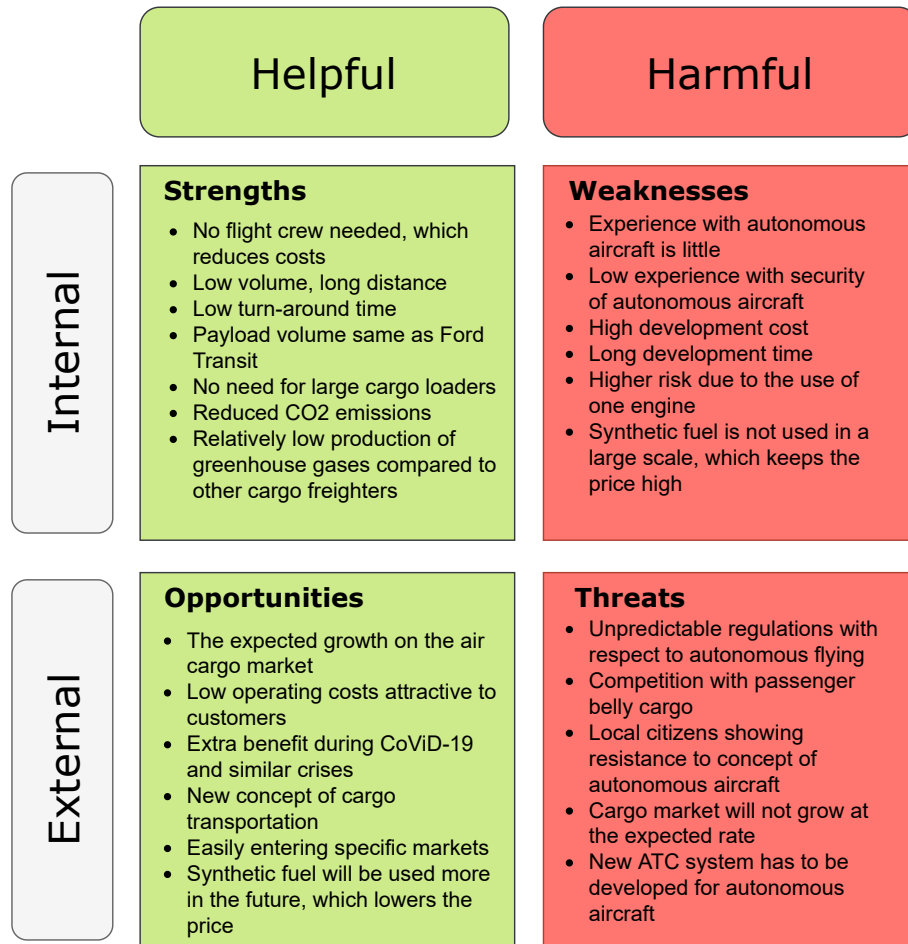 Helpful
Harmful
Internal
Strengths
• No flight crew needed, which
reduces costs
• Low volume, long distance
• Low turn-around time
• Payload volume same as Ford
Transit
• No need for large cargo loaders
• Reduced CO2 emissions
• Relatively low production of
greenhouse gases compared to
other cargo freighters
Weaknesses
• Experience with autonomous
aircraft is little
• Low experience with security
of autonomous aircraft
• High development cost
• Long development time
• Higher risk due to the use of
one engine
• Synthetic fuel is not used in a
large scale, which keeps the
price high
External
Opportunities
• The expected growth on the air
cargo market
• Low operating costs attractive to
customers
• Extra benefit during CoViD-19
and similar crises
• New concept of cargo
transportation
• Easily entering specific markets
• Synthetic fuel will be used more
in the future, which lowers the
price
Threats
• Unpredictable regulations with
respect to autonomous flying
• Competition with passenger
belly cargo
• Local citizens showing
resistance to concept of
autonomous aircraft
• Cargo market will not grow at
the expected rate
• New ATC system has to be
developed for autonomous
aircraft